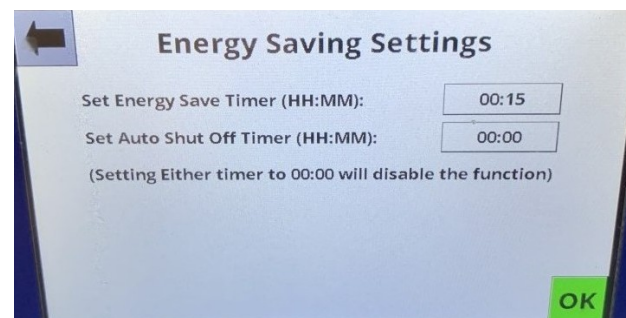 Energy Saving Settings
Set Energy Save Timer (HH:MM): 00:15
Set Auto Shut Off Timer (HH:MM): 00:00
(Setting Either timer to 00:00 will disable the function)
OK